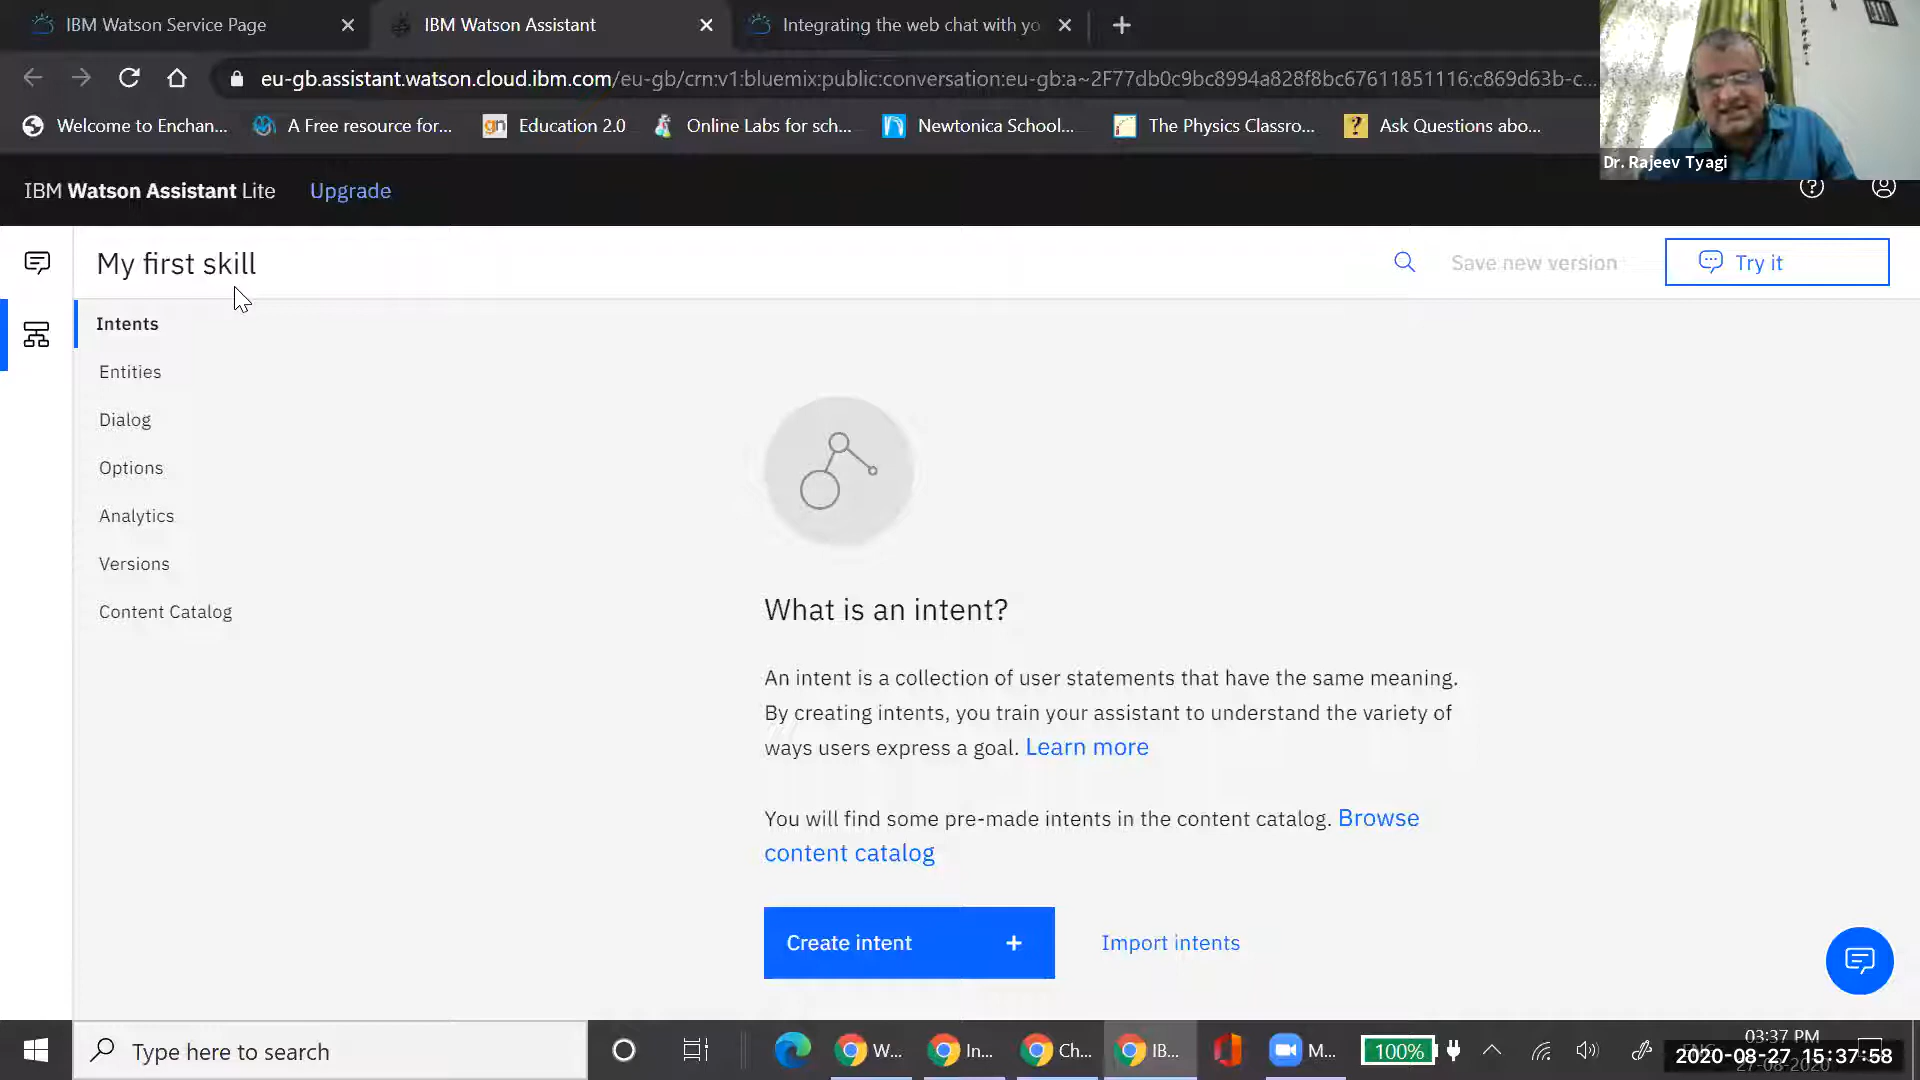 IBM Watson Service Page
IBM Watson Assistant
Integrating the web chat with yo
eu-gb.assistant.watson.cloud.ibm.com/eu-gb/crn:v1:bluemix:public:conversation:eu-gb:a~2F77db0c9bc8994a828f8bc67611851116:c869d63b-c...
Welcome to Enchan...
A Free resource for...
gn Education 2.0
Online Labs for sch...
Newtonica School...
The Physics Classro...
? Ask Questions abo...
Dr. Rajeev Tyagi
IBM Watson Assistant Lite
Upgrade
My first skill
Save new version
Try it
Intents
Entities
Dialog
Options
Analytics
Versions
Content Catalog
What is an intent?
An intent is a collection of user statements that have the same meaning.
By creating intents, you train your assistant to understand the variety of
ways users express a goal. Learn more
You will find some pre-made intents in the content catalog. Browse
content catalog
Create intent +
Import intents
Type here to search
W...
In...
Ch...
IB...
M...
100%
03:37 PM
2020-08-27 15:37:58
27-08-2020